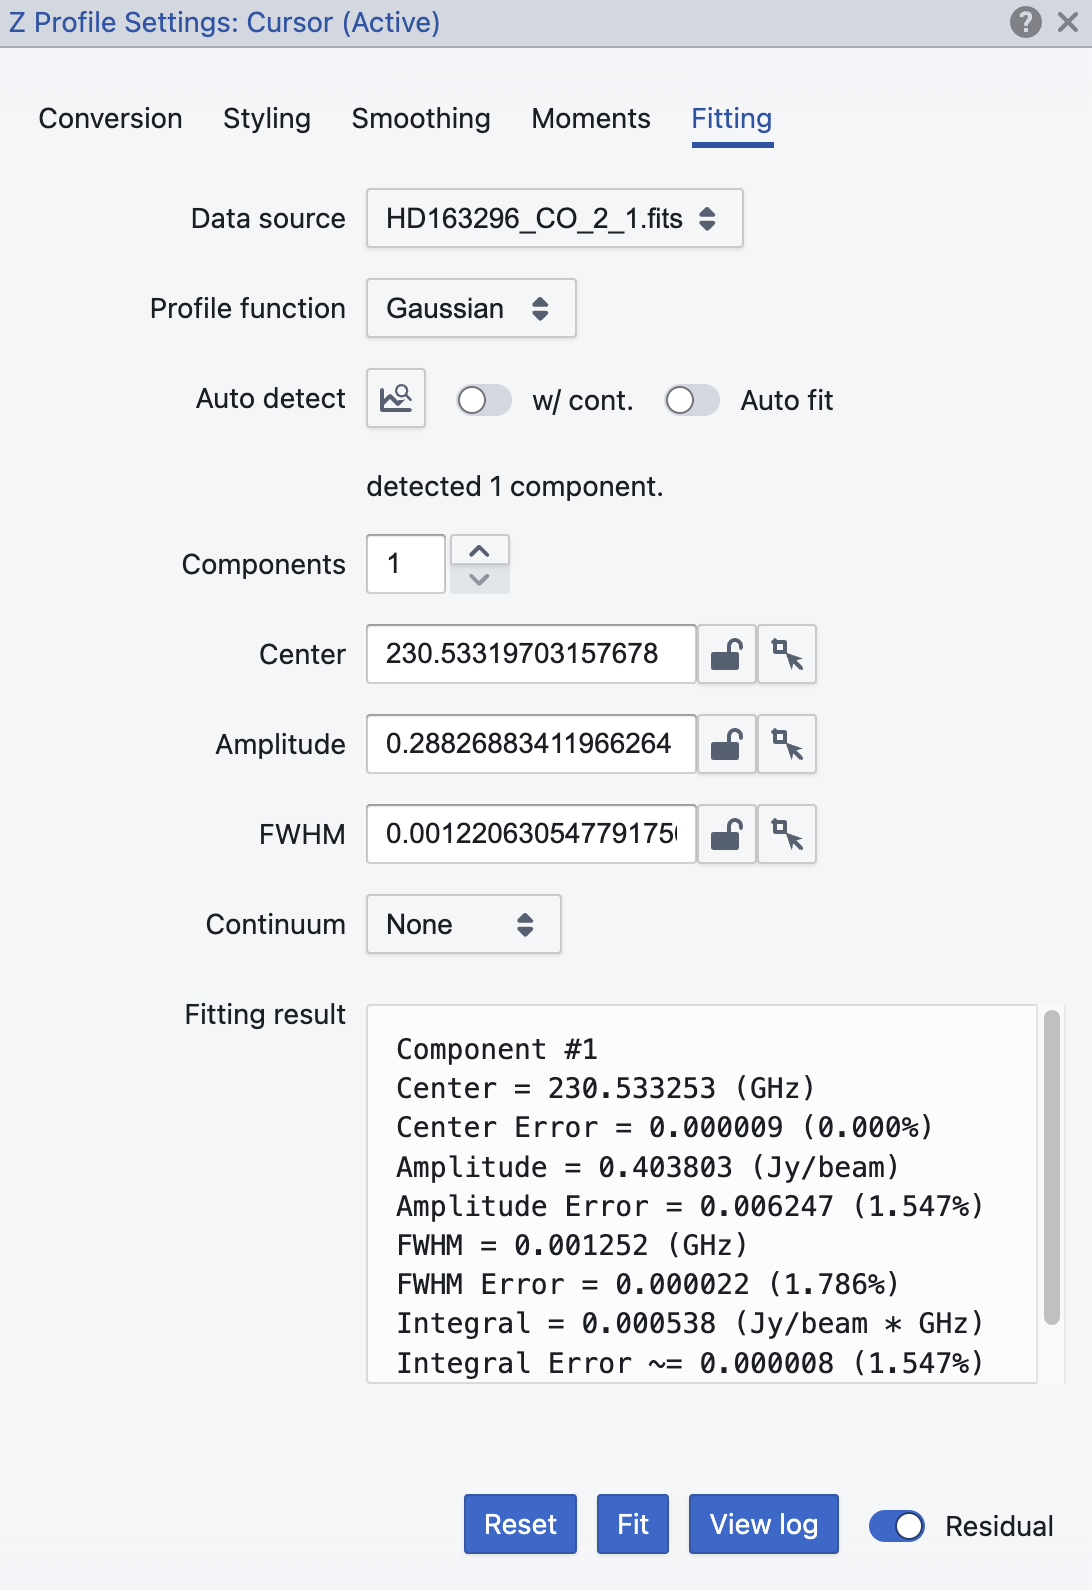 Z Profile Settings: Cursor (Active)
Conversion Styling Smoothing Moments Fitting
Data source HD163296_CO_2_1.fits
Profile function Gaussian
Auto detect w/ cont. Auto fit
detected 1 component.
Components 1
Center 230.53319703157678
Amplitude 0.28826883411966264
FWHM 0.001220630547791750
Continuum None
Fitting result
Component #1
Center = 230.533253 (GHz)
Center Error = 0.000009 (0.000%)
Amplitude = 0.403803 (Jy/beam)
Amplitude Error = 0.006247 (1.547%)
FWHM = 0.001252 (GHz)
FWHM Error = 0.000022 (1.786%)
Integral = 0.000538 (Jy/beam * GHz)
Integral Error ~= 0.000008 (1.547%)
Reset Fit View log Residual